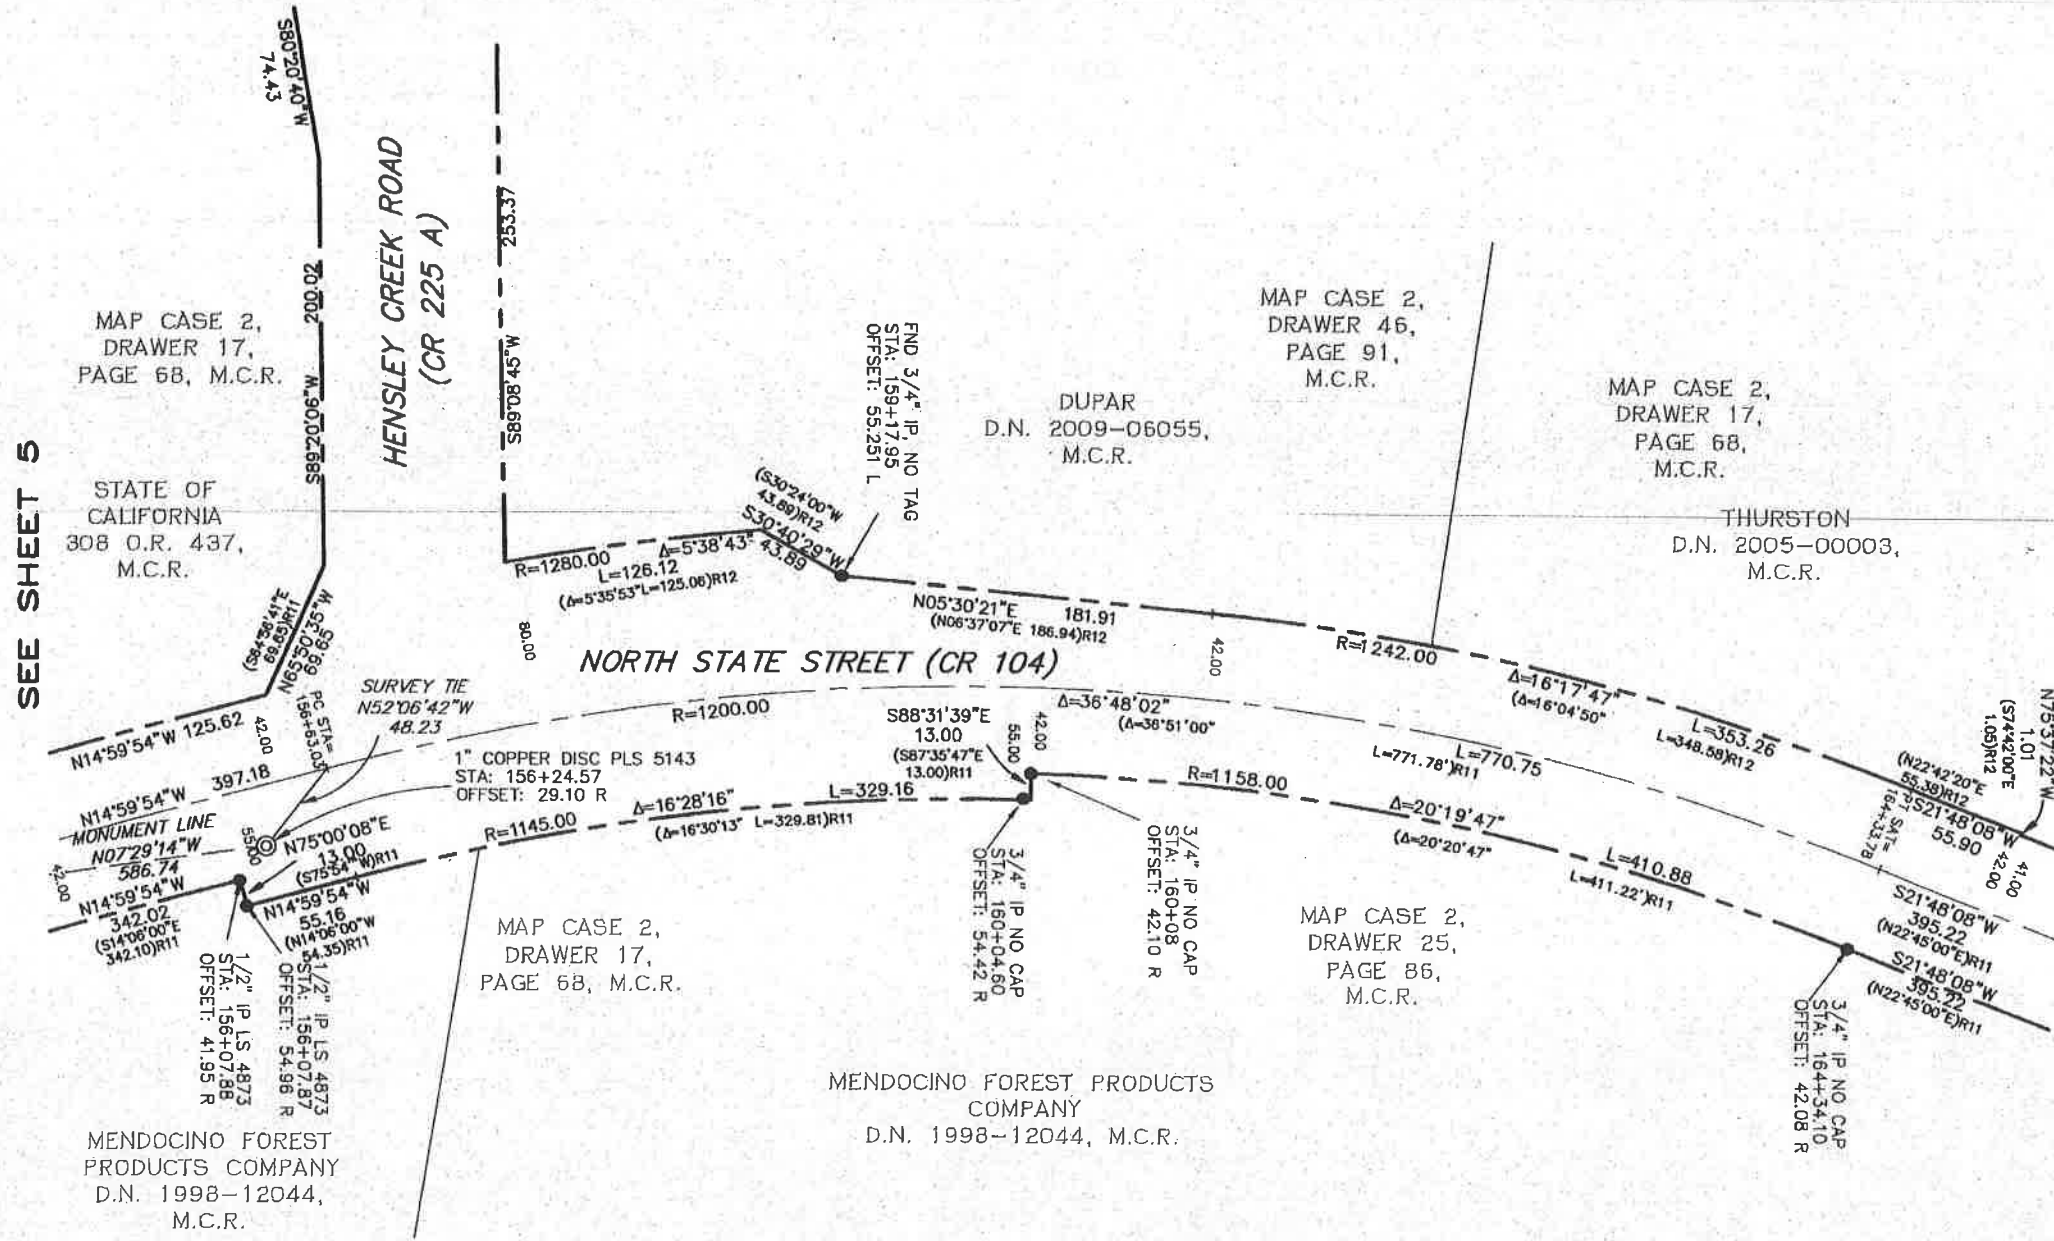 SEE SHEET 5
S80°20'40"W
74.43
HENSLEY CREEK ROAD
(CR 225 A)
253.37
S89°08'45"W
200.02
S89°20'06"W
MAP CASE 2,
DRAWER 17,
PAGE 68, M.C.R.
STATE OF
CALIFORNIA
308 O.R. 437,
M.C.R.
(S64°56'41"E
69.65)R11
N65°50'35"W
69.65
N14°59'54"W 125.62
42.00
PC STA=
156+63.03
SURVEY TIE
N52°06'42"W
48.23
R=1280.00
Δ=5°38'43"
L=126.12
(Δ=5°35'53"L=125.06)R12
80.00
(S30°24'00"W
43.89)R12
S30°40'29"W
43.89
FND 3/4" IP, NO TAG
STA: 159+17.95
OFFSET: 55.251 L
DUPAR
D.N. 2009-06055,
M.C.R.
MAP CASE 2,
DRAWER 46,
PAGE 91,
M.C.R.
MAP CASE 2,
DRAWER 17,
PAGE 68,
M.C.R.
THURSTON
D.N. 2005-00003,
M.C.R.
N05°30'21"E 181.91
(N06°37'07"E 186.94)R12
42.00
R=1242.00
Δ=16°17'47"
(Δ=16°04'50"
L=353.26
L=348.58)R12
N75°37'22"W
1.01
(S74°42'00"E
1.05)R12
(N22°42'20"E
55.38)R12
S21°48'08"W
55.90
164+33.78
41.00
42.00
NORTH STATE STREET (CR 104)
R=1200.00
Δ=36°48'02"
(Δ=36°51'00"
L=770.75
L=771.78')R11
S21°48'08"W
395.22
(N22°45'00"E)R11
S21°48'08"W
395.22
(N22°45'00"E)R11
N14°59'54"W 397.18
MONUMENT LINE
N07°29'14"W
586.74
42.00
1" COPPER DISC PLS 5143
STA: 156+24.57
OFFSET: 29.10 R
55.00
N75°00'08"E
13.00
(S75°54" W)R11
N14°59'54"W
342.02
(S14°06'00"E
342.10)R11
N14°59'54"W
55.16
(N14°06'00"W
54.35)R11
R=1145.00
Δ=16°28'16"
(Δ=16°30'13" L=329.81)R11
L=329.16
S88°31'39"E
13.00
(S87°35'47"E
13.00)R11
42.00
55.00
R=1158.00
Δ=20°19'47"
(Δ=20°20'47"
L=410.88
L=411.22')R11
1/2" IP LS 4873
STA: 156+07.88
OFFSET: 41.95 R
1/2" IP LS 4873
STA: 156+07.87
OFFSET: 54.96 R
3/4" IP NO CAP
STA: 160+04.60
OFFSET: 54.42 R
3/4" IP NO CAP
STA: 160+08
OFFSET: 42.10 R
3/4" IP NO CAP
STA: 164+34.10
OFFSET: 42.08 R
MAP CASE 2,
DRAWER 17,
PAGE 68, M.C.R.
MAP CASE 2,
DRAWER 25,
PAGE 86,
M.C.R.
MENDOCINO FOREST PRODUCTS
COMPANY
D.N. 1998-12044, M.C.R.
MENDOCINO FOREST
PRODUCTS COMPANY
D.N. 1998-12044,
M.C.R.